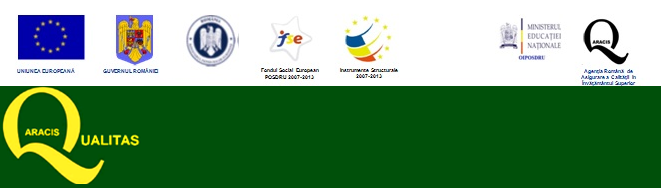 UNIUNEA EUROPEANĂ
GUVERNUL ROMÂNIEI
fse
Fondul Social European
POSDRU 2007-2013
Instrumente Structurale
2007-2013
MINISTERUL
EDUCAȚIEI
NAȚIONALE
OIPOSDRU
ARACIS
Agenția Română de
Asigurare a Calității în
Învățământul Superior
ARACIS
QUALITAS